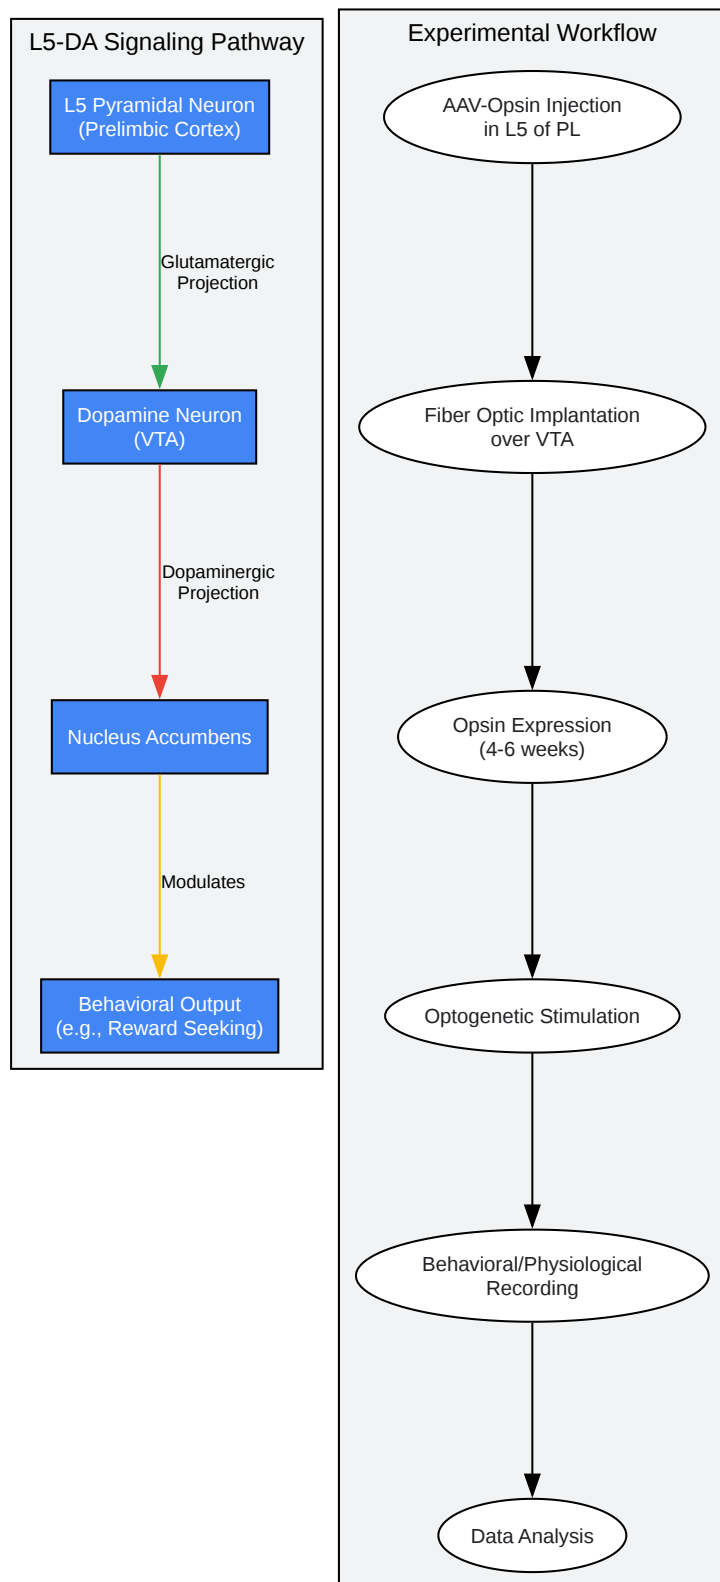 L5-DA Signaling Pathway
L5 Pyramidal Neuron
(Prelimbic Cortex)
Glutamatergic
Projection
Dopamine Neuron
(VTA)
Dopaminergic
Projection
Nucleus Accumbens
Modulates
Behavioral Output
(e.g., Reward Seeking)
Experimental Workflow
AAV-Opsin Injection
in L5 of PL
Fiber Optic Implantation
over VTA
Opsin Expression
(4-6 weeks)
Optogenetic Stimulation
Behavioral/Physiological
Recording
Data Analysis